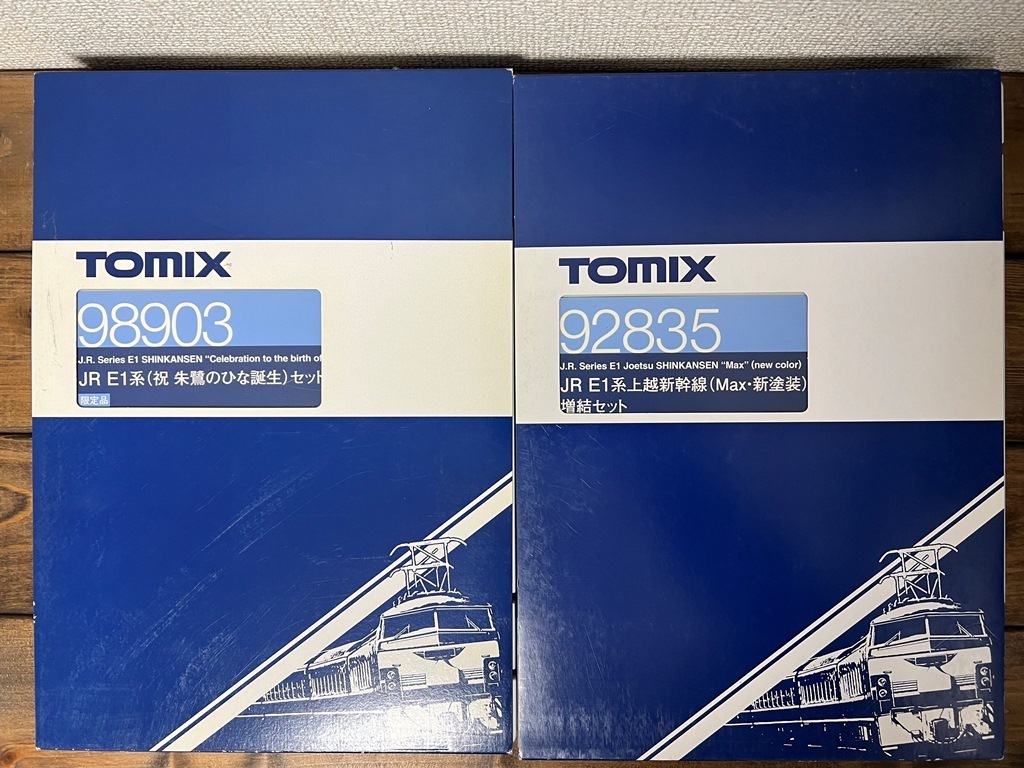 TOMIX
98903
J.R. Series E1 SHINKANSEN "Celebration to the birth of
JR E1系(祝 朱鷺のひな誕生)セット
限定品
TOMIX
92835
J.R. Series E1 Joetsu SHINKANSEN "Max" (new color)
JR E1系上越新幹線(Max・新塗装)
増結セット